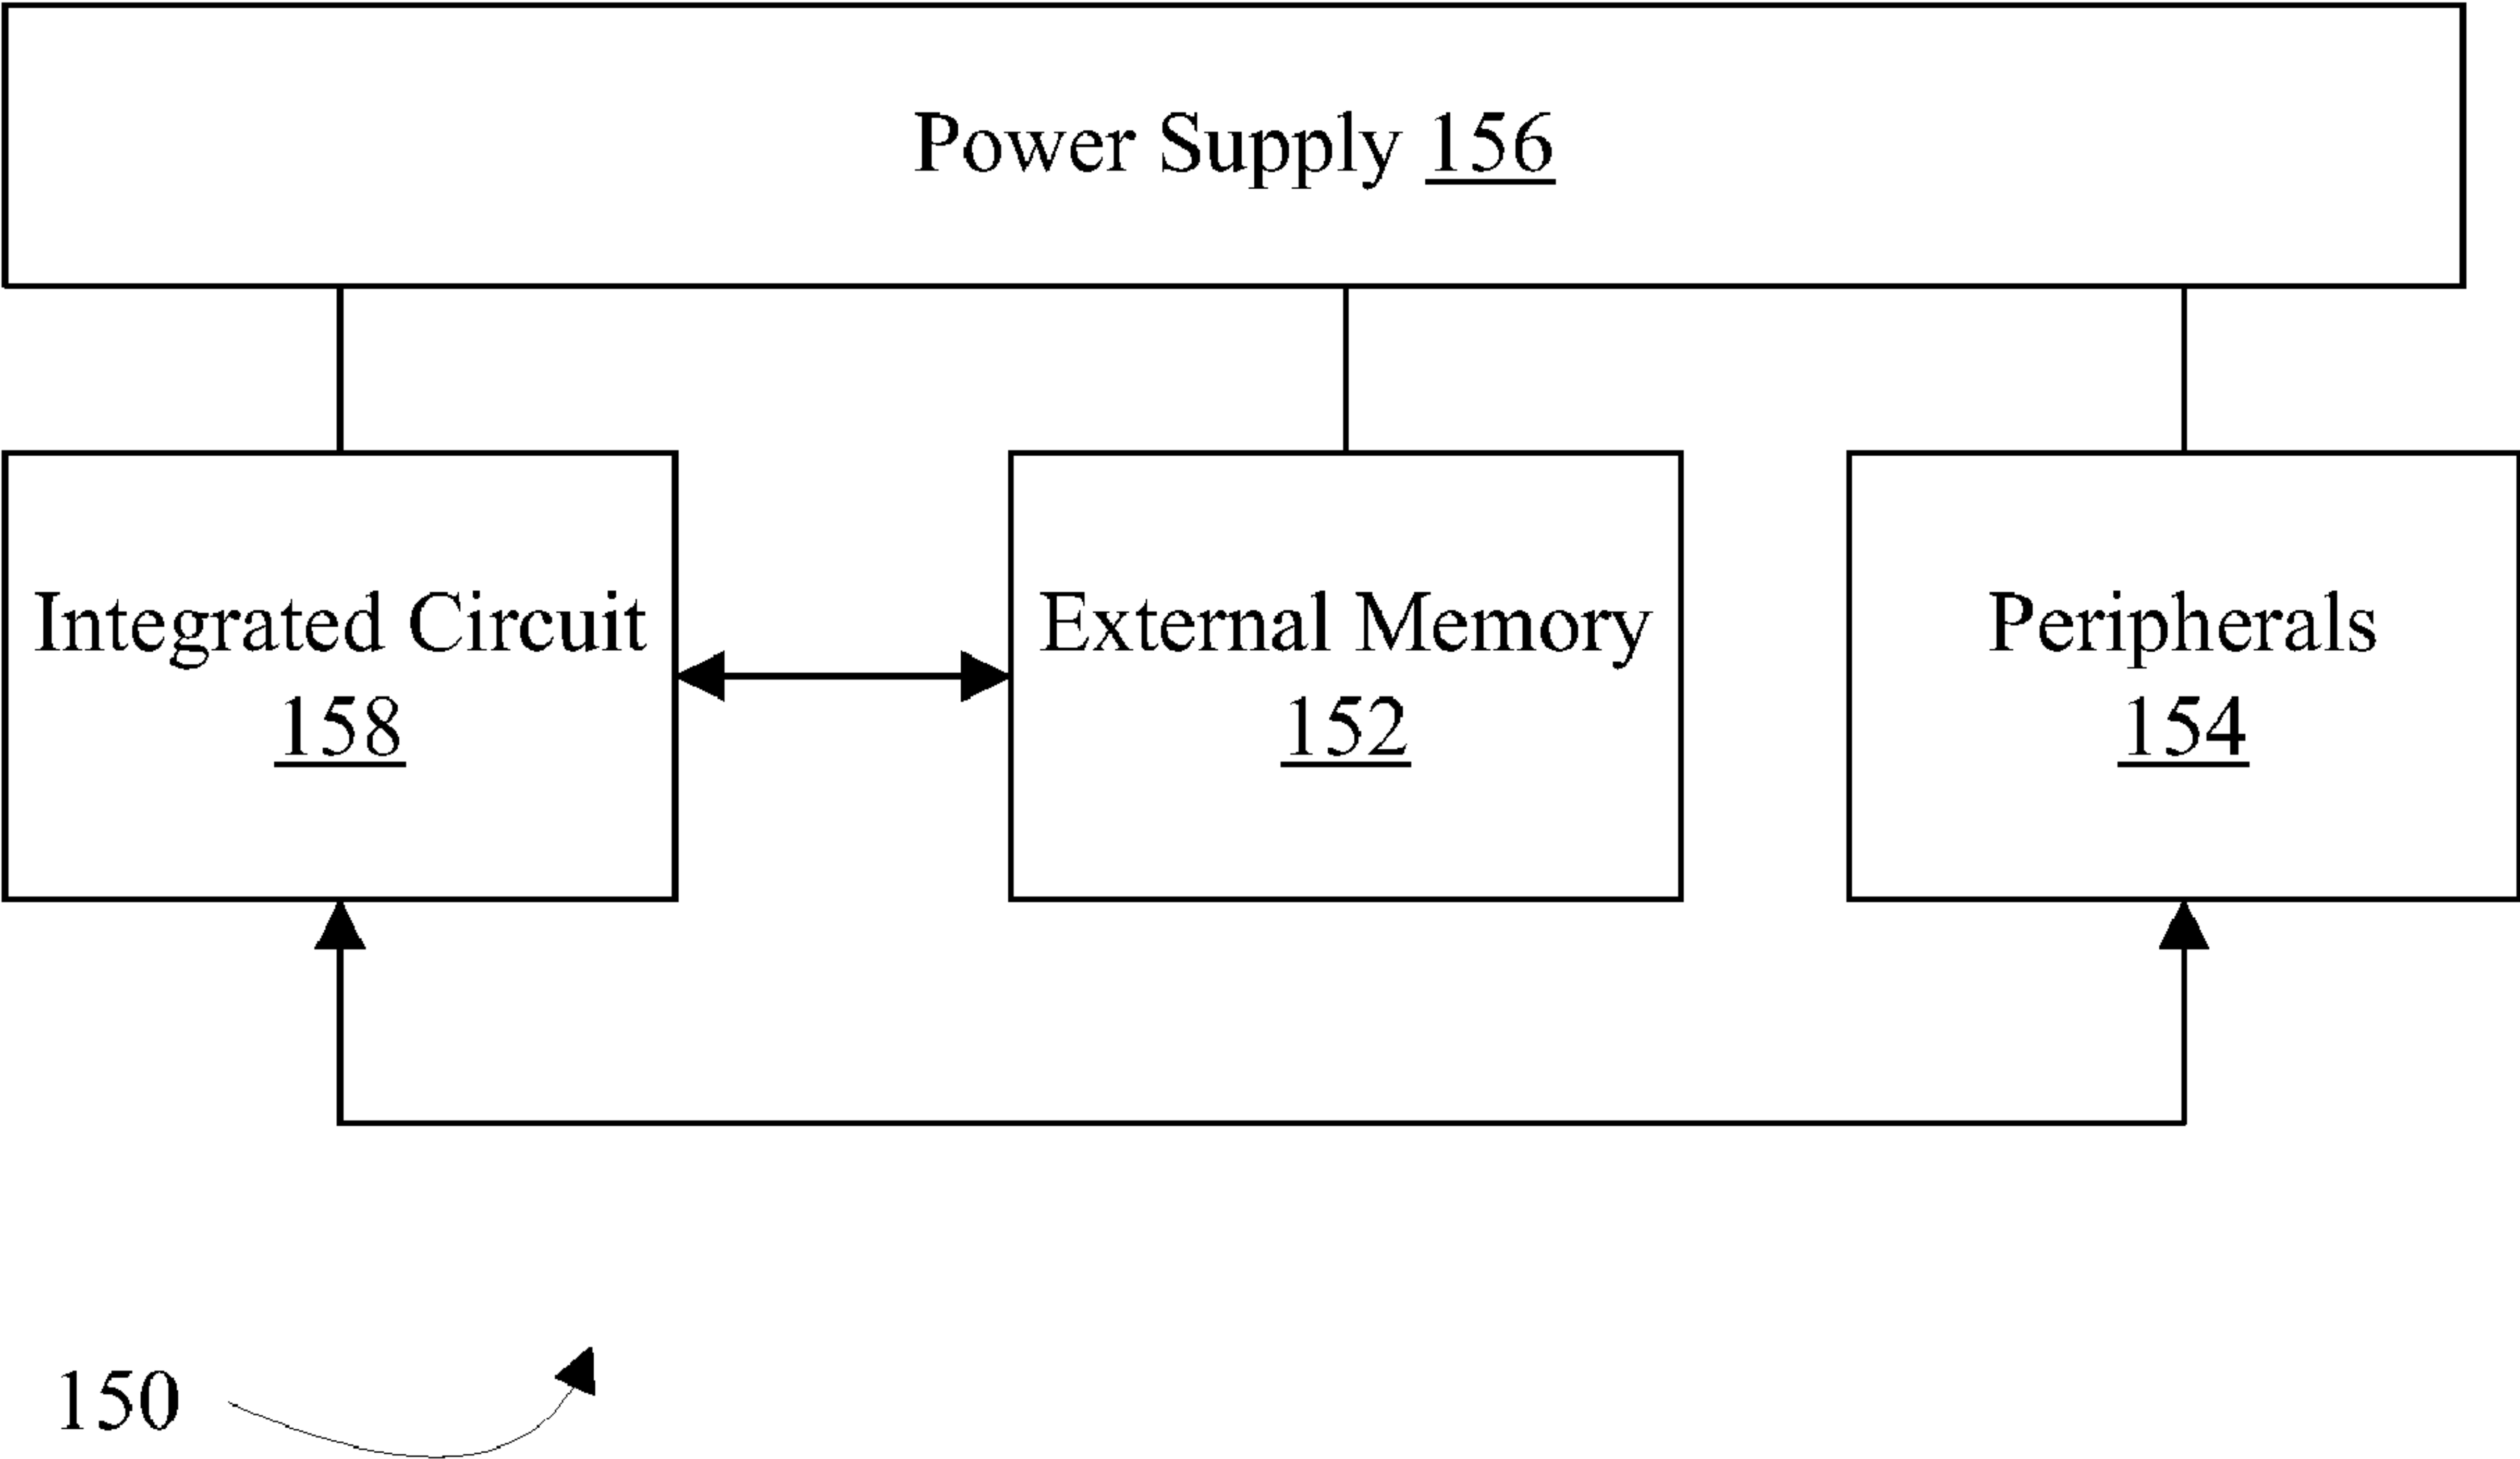 Power Supply 156
Integrated Circuit
158
External Memory
152
Peripherals
154
150